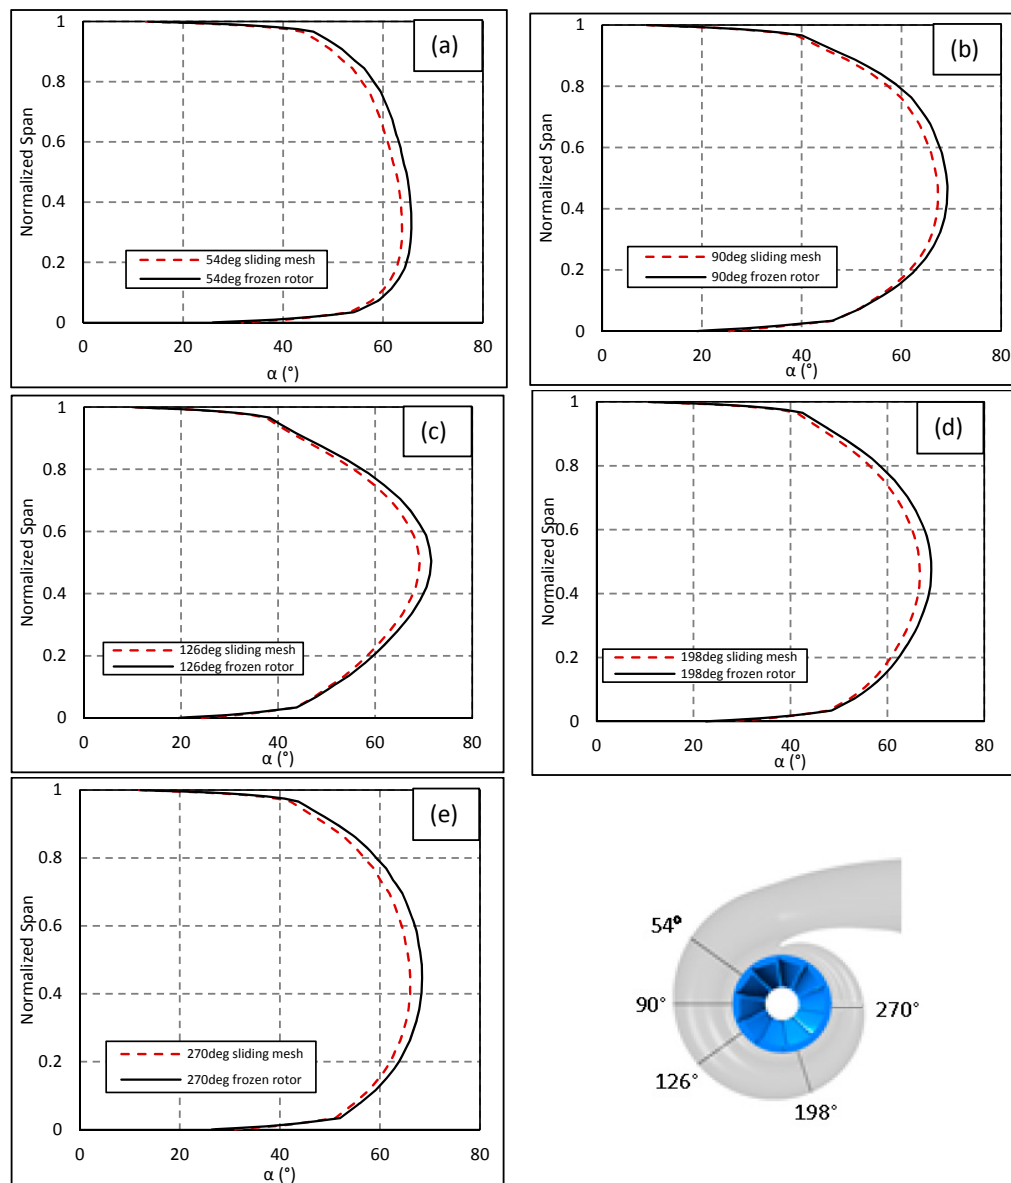 (a)
Normalized Span
1
0.8
0.6
0.4
0.2
0
54deg sliding mesh
54deg frozen rotor
0 20 40 60 80
α (°)
(b)
Normalized Span
1
0.8
0.6
0.4
0.2
0
90deg sliding mesh
90deg frozen rotor
0 20 40 60 80
α (°)
(c)
Normalized Span
1
0.8
0.6
0.4
0.2
0
126deg sliding mesh
126deg frozen rotor
0 20 40 60 80
α (°)
(d)
Normalized Span
1
0.8
0.6
0.4
0.2
0
198deg sliding mesh
198deg frozen rotor
0 20 40 60 80
α (°)
(e)
Normalized Span
1
0.8
0.6
0.4
0.2
0
270deg sliding mesh
270deg frozen rotor
0 20 40 60 80
α (°)
54°
90°
270°
126°
198°